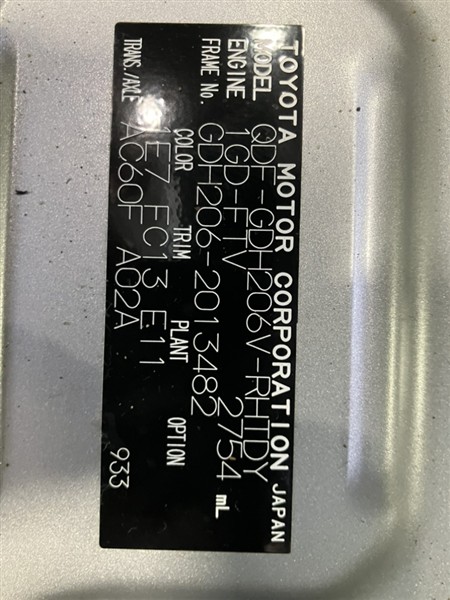 TOYOTA MOTOR CORPORATION JAPAN
MODEL QDF-GDH206V-RHTDY
ENGINE 1GD-FTV 2754 mL
FRAME No. GDH206-2013482
COLOR TRIM PLANT OPTION
1E7 FC13 E11
TRANS./AXLE AC60F A02A
933